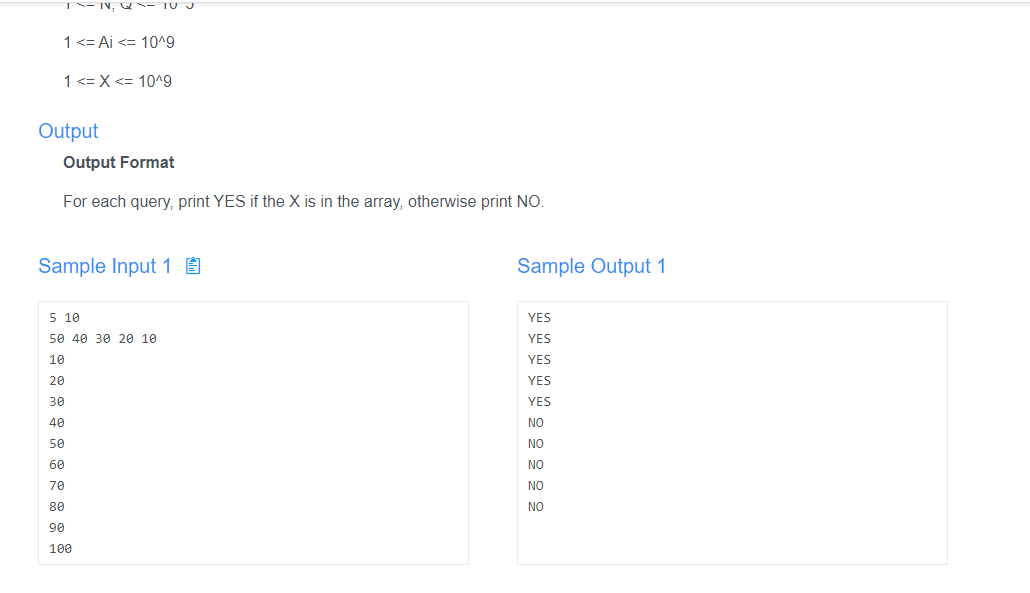 1 <= N, Q <= 10^5
1 <= Ai <= 10^9
1 <= X <= 10^9
Output
Output Format
For each query, print YES if the X is in the array, otherwise print NO.
Sample Input 1
5 10
50 40 30 20 10
10
20
30
40
50
60
70
80
90
100
Sample Output 1
YES
YES
YES
YES
YES
NO
NO
NO
NO
NO